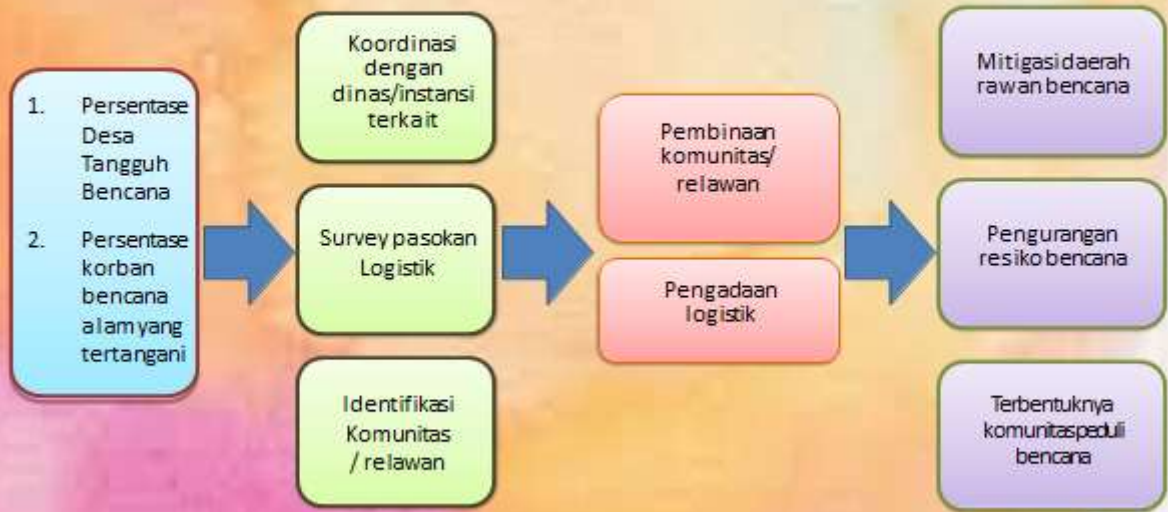 1. Persentase
Desa
Tangguh
Bencana
2. Persentase
korban
bencana
alam yang
tertangani
Koordinasi
dengan
dinas/instansi
terkait
Survey pasokan
Logistik
Identifikasi
Komunitas
/ relawan
Pembinaan
komunitas/
relawan
Pengadaan
logistik
Mitigasi daerah
rawan bencana
Pengurangan
resiko bencana
Terbentuknya
komunitas peduli
bencana